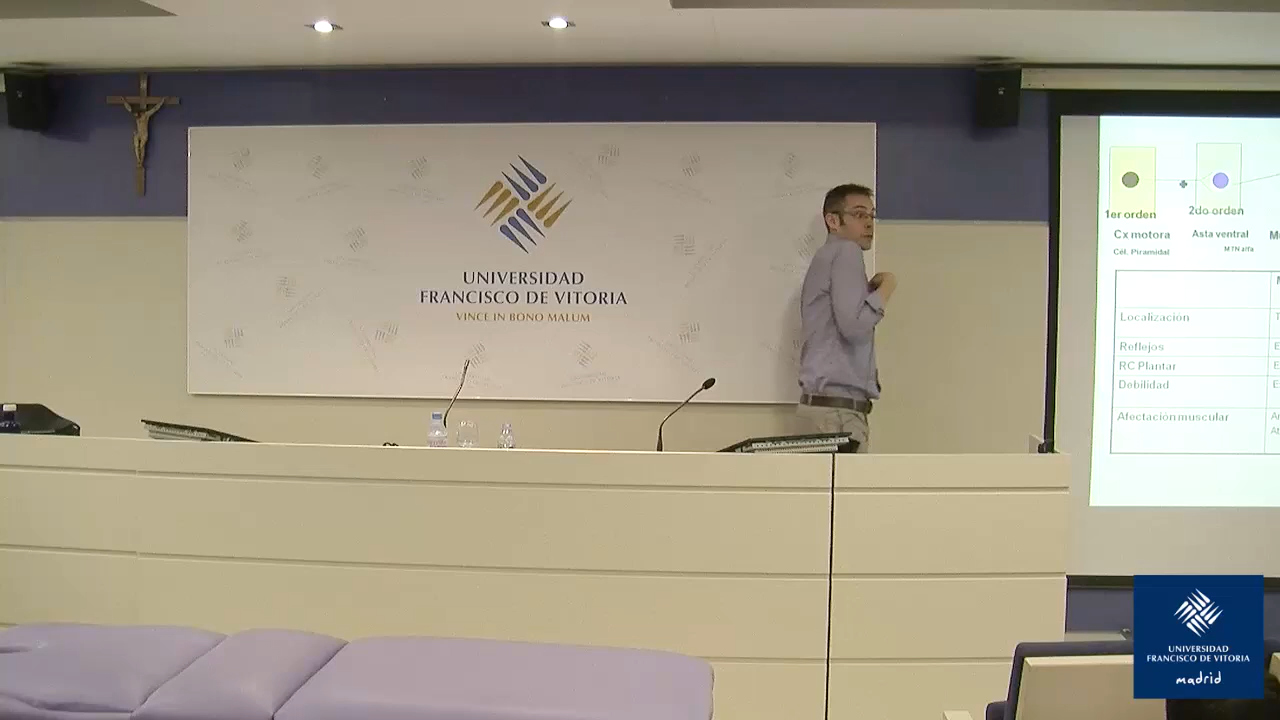 UNIVERSIDAD
FRANCISCO DE VITORIA
VINCE IN BONO MALUM
1er orden
2do orden
Cx motora
Asta ventral
Cél. Piramidal
MTN alfa
Localización
Reflejos
RC Plantar
Debilidad
Afectación muscular
UNIVERSIDAD
FRANCISCO DE VITORIA
madrid